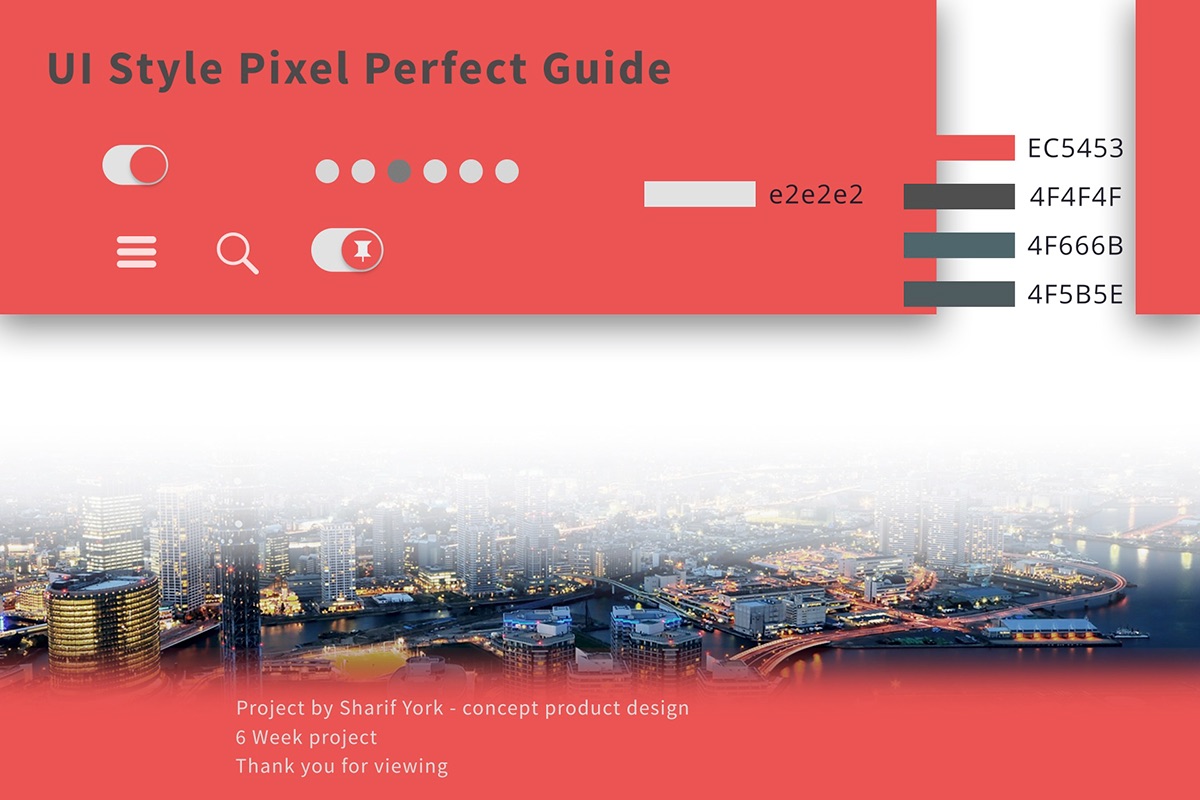 UI Style Pixel Perfect Guide
EC5453
e2e2e2
4F4F4F
4F666B
4F5B5E
Project by Sharif York - concept product design
6 Week project
Thank you for viewing